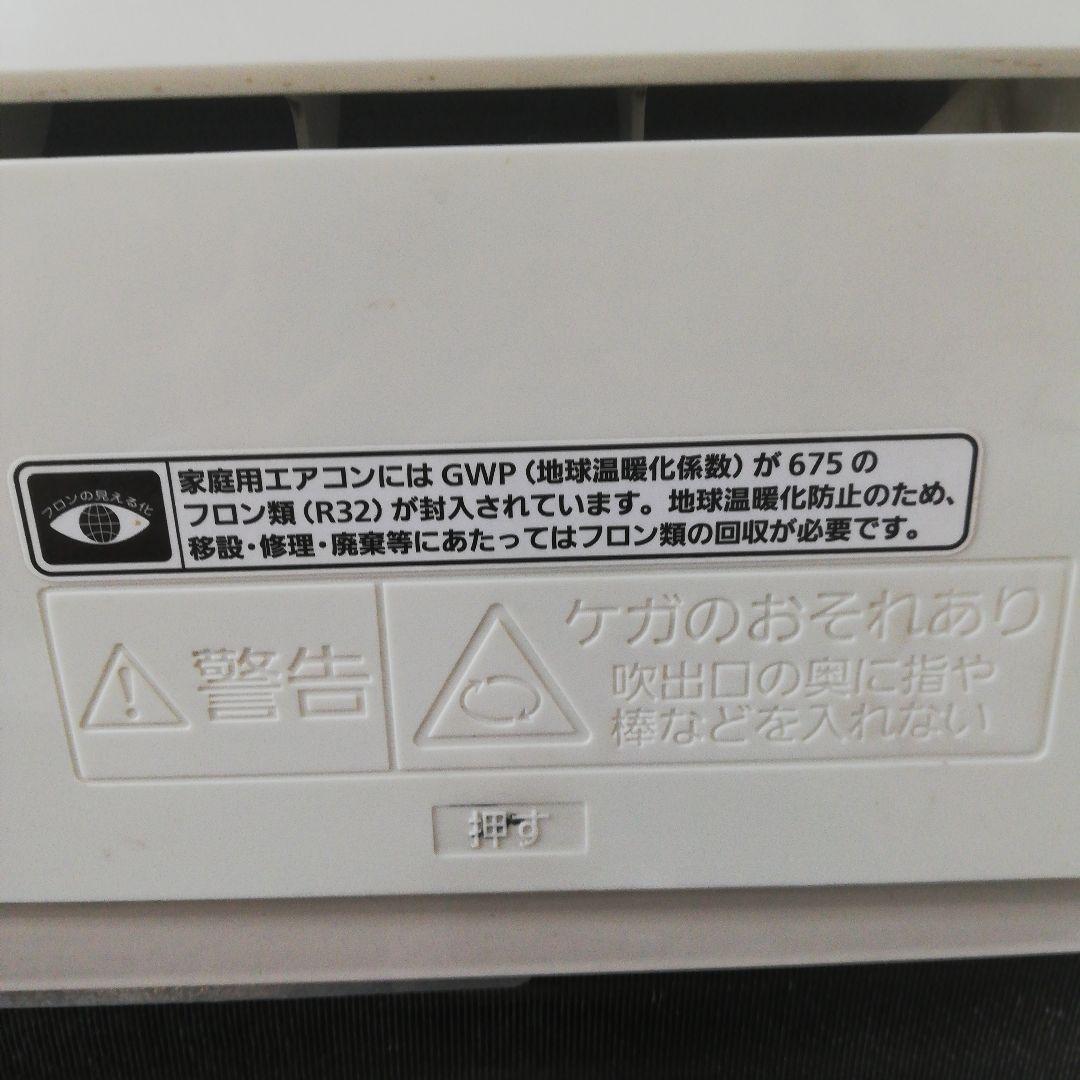 フロンの見える化
家庭用エアコンには GWP（地球温暖化係数）が 675 の
フロン類（R32）が封入されています。地球温暖化防止のため、
移設・修理・廃棄等にあたってはフロン類の回収が必要です。
警告
ケガのおそれあり
吹出口の奥に指や
棒などを入れない
押す